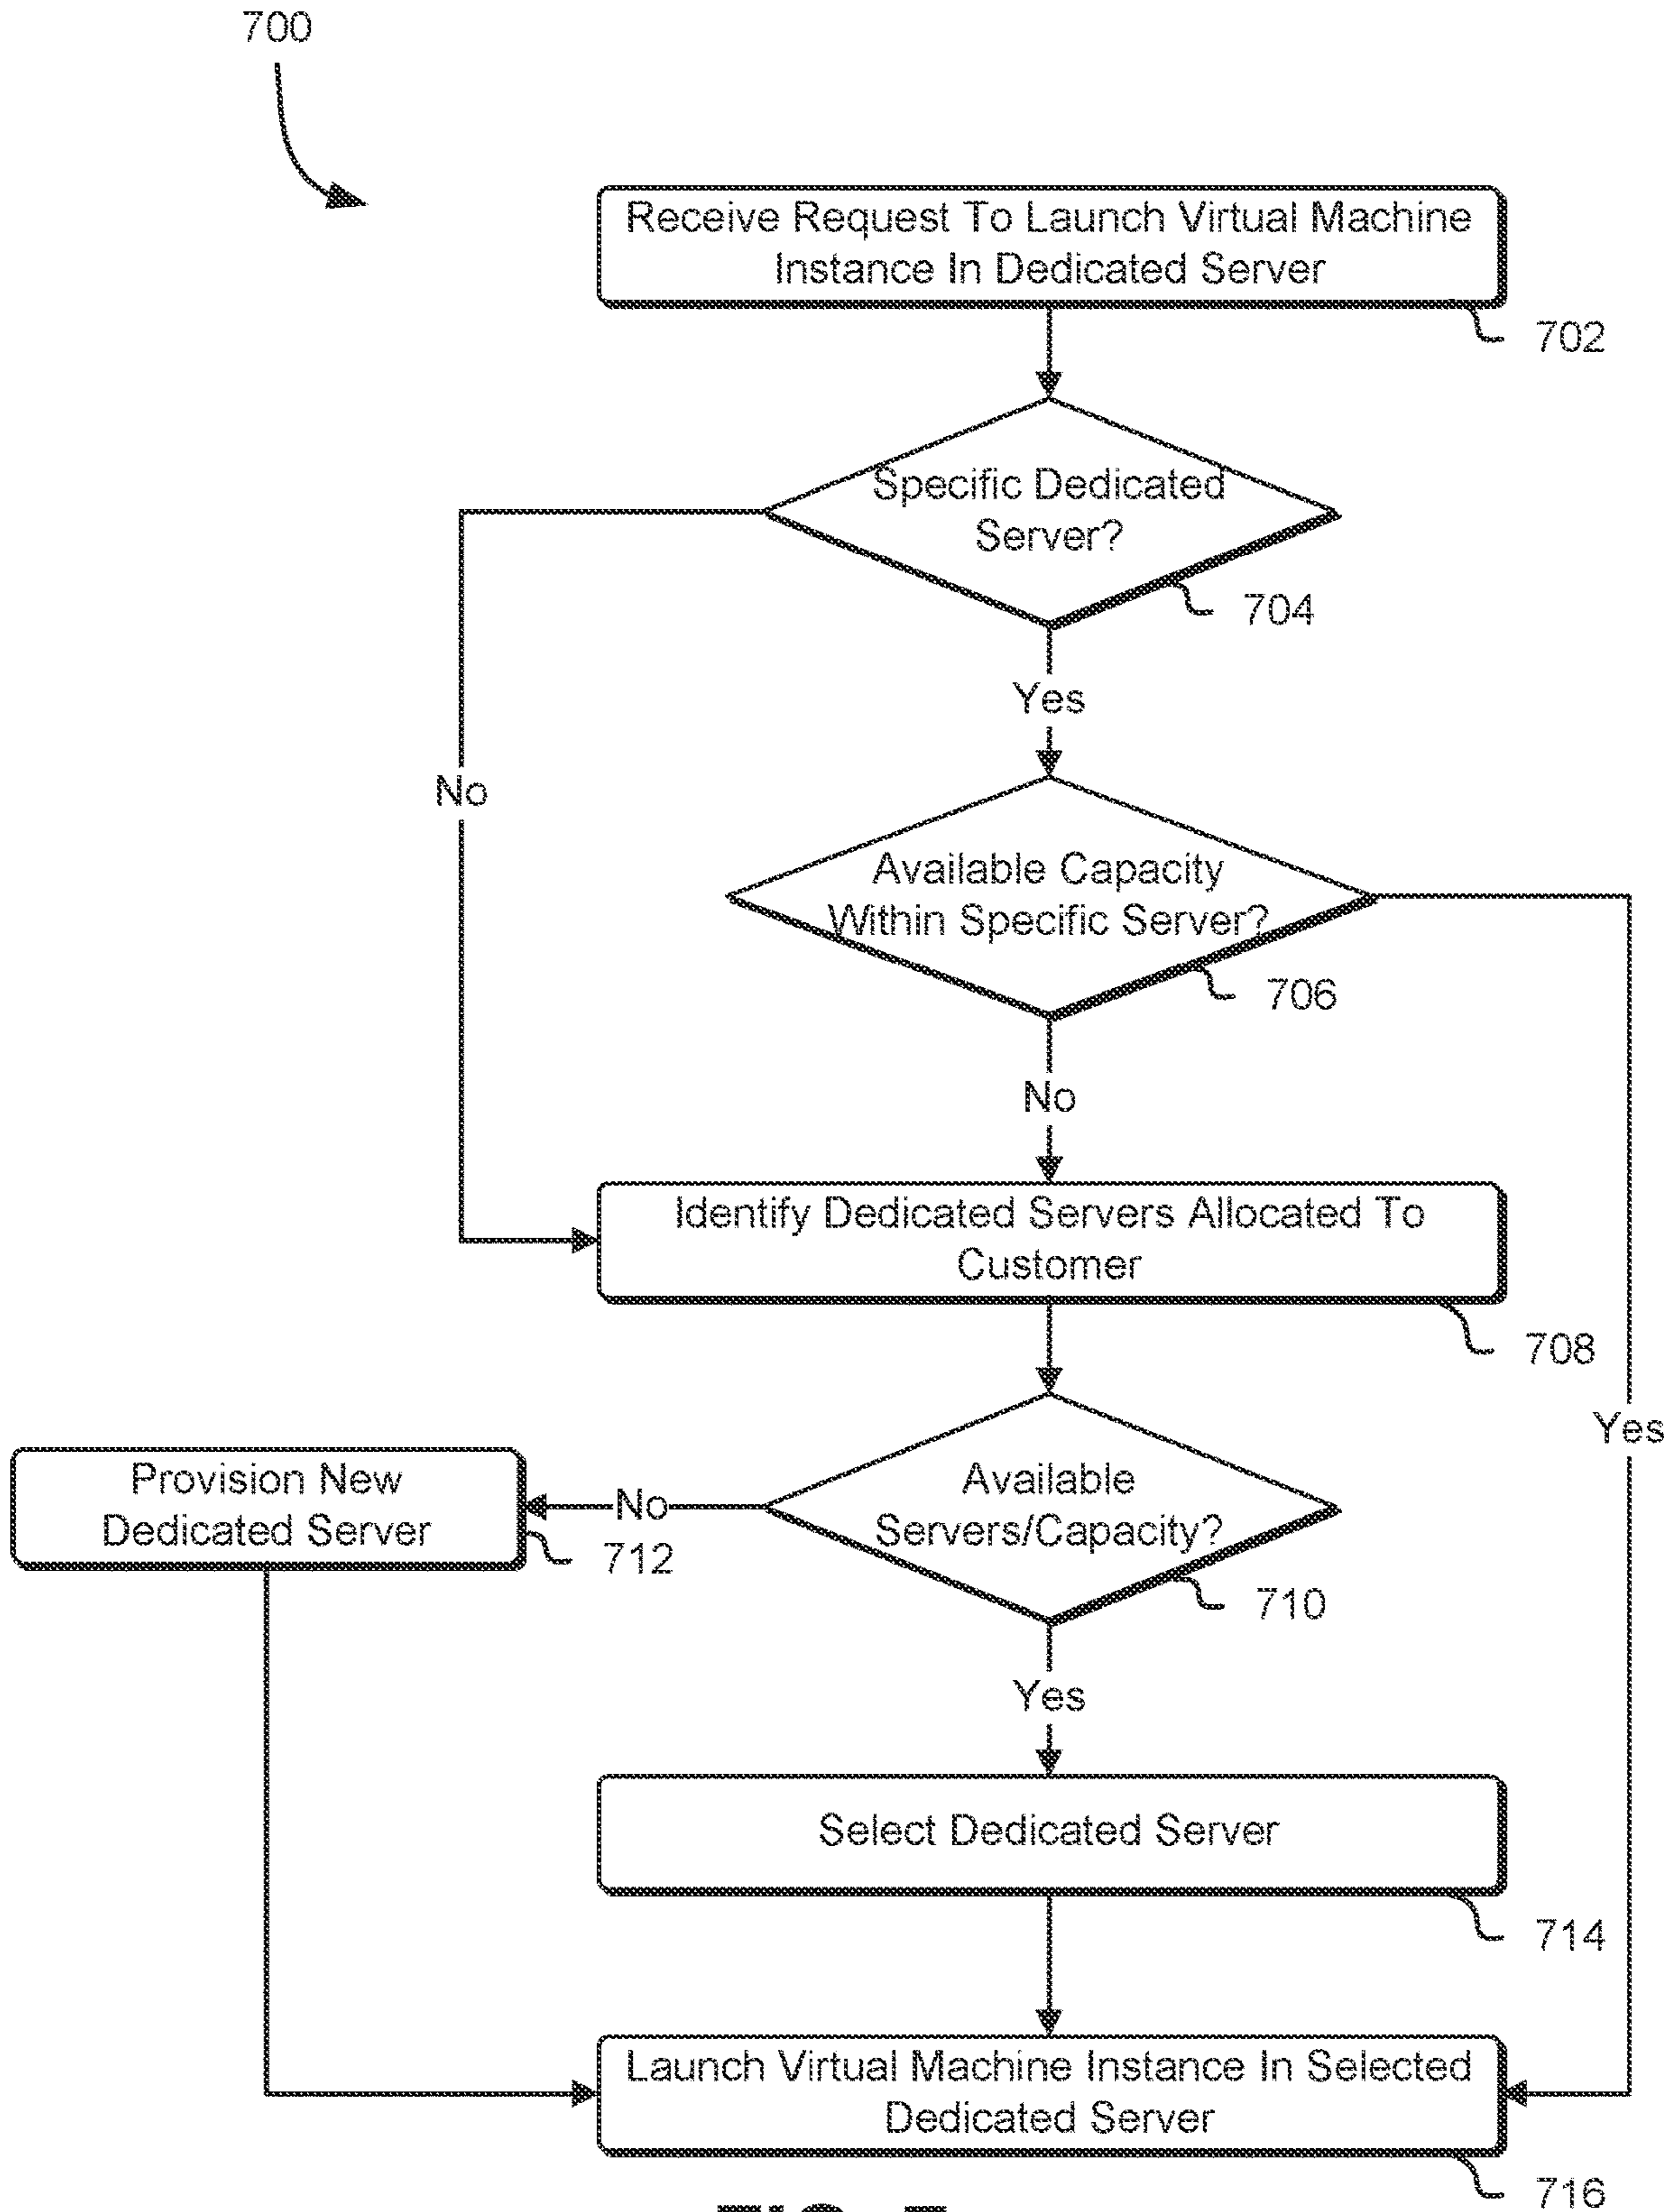 700
Receive Request To Launch Virtual Machine
Instance In Dedicated Server
702
Specific Dedicated
Server?
704
Yes
No
Available Capacity
Within Specific Server?
706
No
Identify Dedicated Servers Allocated To
Customer
708
Yes
Provision New
Dedicated Server
712
No
Available
Servers/Capacity?
710
Yes
Select Dedicated Server
714
Launch Virtual Machine Instance In Selected
Dedicated Server
716